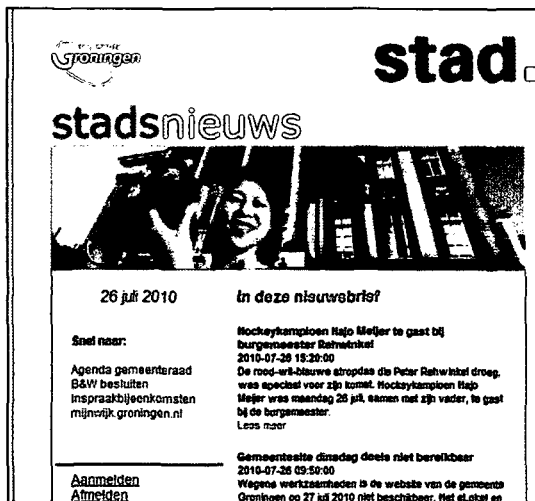 Groningen
stad
stadsnieuws
26 juli 2010
Snel naar:
Agenda gemeenteraad
B&W besluiten
Inspraakbijeenkomsten
mijnwijk.groningen.nl
Aanmelden
Afmelden
In deze nieuwsbrief
Hockeykampioen Hajo Meijer te gast bij
burgemeester Rehwinkel
2010-07-26 15:20:00
De rood-wit-blauwe stropdas die Peter Rehwinkel droeg,
was speciaal voor zijn komst. Hockeykampioen Hajo
Meijer was maandag 26 juli, samen met zijn vader, te gast
bij de burgemeester.
Lees meer
Gemeentesite dinsdag deels niet bereikbaar
2010-07-26 09:50:00
Wegens werkzaamheden is de website van de gemeente
Groningen op 27 juli 2010 niet beschikbaar. Het eLoket en